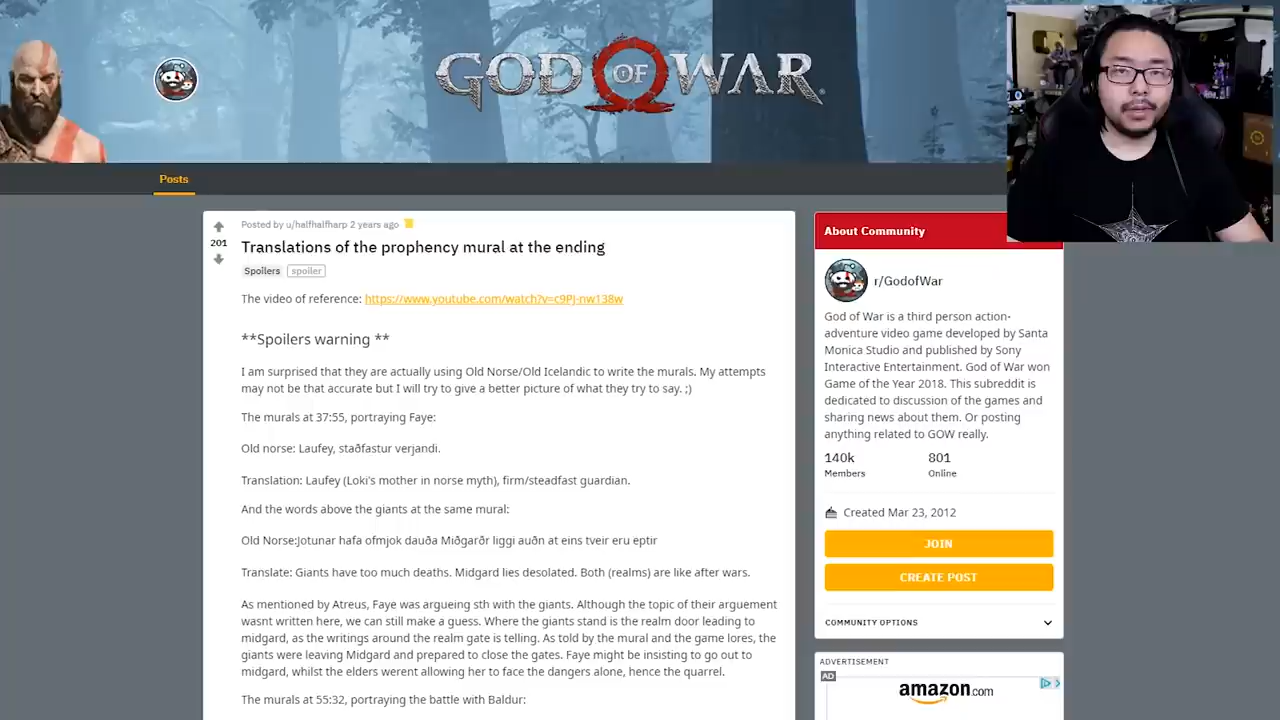 GOD OF WAR
Posts
Posted by u/halfhalfharp 2 years ago
201
Translations of the prophency mural at the ending
Spoilers spoiler
The video of reference: https://www.youtube.com/watch?v=c9PJ-nw138w
**Spoilers warning **
I am surprised that they are actually using Old Norse/Old Icelandic to write the murals. My attempts
may not be that accurate but I will try to give a better picture of what they try to say. ;)
The murals at 37:55, portraying Faye:
Old norse: Laufey, staðfastur verjandi.
Translation: Laufey (Loki's mother in norse myth), firm/steadfast guardian.
And the words above the giants at the same mural:
Old Norse:Jotunar hafa ofmjok dauða Miðgarðr liggi auðn at eins tveir eru eptir
Translate: Giants have too much deaths. Midgard lies desolated. Both (realms) are like after wars.
As mentioned by Atreus, Faye was argueing sth with the giants. Although the topic of their arguement
wasnt written here, we can still make a guess. Where the giants stand is the realm door leading to
midgard, as the writings around the realm gate is telling. As told by the mural and the game lores, the
giants were leaving Midgard and prepared to close the gates. Faye might be insisting to go out to
midgard, whilst the elders werent allowing her to face the dangers alone, hence the quarrel.
The murals at 55:32, portraying the battle with Baldur:
About Community
r/GodofWar
God of War is a third person action-
adventure video game developed by Santa
Monica Studio and published by Sony
Interactive Entertainment. God of War won
Game of the Year 2018. This subreddit is
dedicated to discussion of the games and
sharing news about them. Or posting
anything related to GOW really.
140k 801
Members Online
Created Mar 23, 2012
JOIN
CREATE POST
COMMUNITY OPTIONS
ADVERTISEMENT
AD
amazon.com